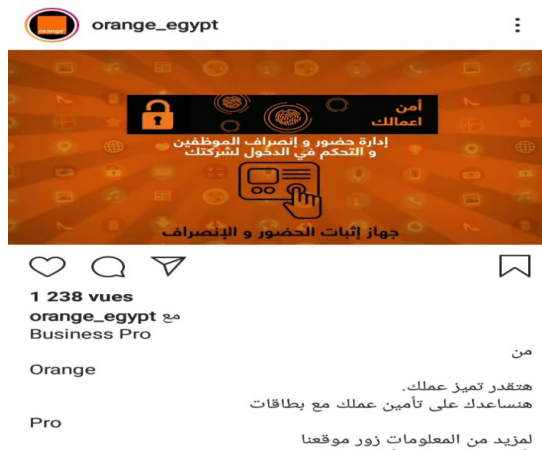 orange_egypt
orange
أمن
اعمالك
إدارة حضور و إنصراف الموظفين
و التحكم في الدخول لشركتك
جهاز إثبات الحضور و الإنصراف
1 238 vues
orange_egypt مع
Business Pro
من
Orange
هتقدر تميز عملك.
هنساعدك على تأمين عملك مع بطاقات
Pro
لمزيد من المعلومات زور موقعنا